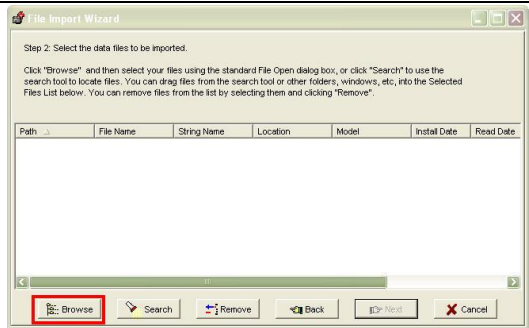 File Import Wizard
Step 2: Select the data files to be imported.
Click "Browse" and then select your files using the standard File Open dialog box, or click "Search" to use the
search tool to locate files. You can drag files from the search tool or other folders, windows, etc, into the Selected
Files List below. You can remove files from the list by selecting them and clicking "Remove".
Path File Name String Name Location Model Install Date Read Date
Browse Search Remove Back Next Cancel